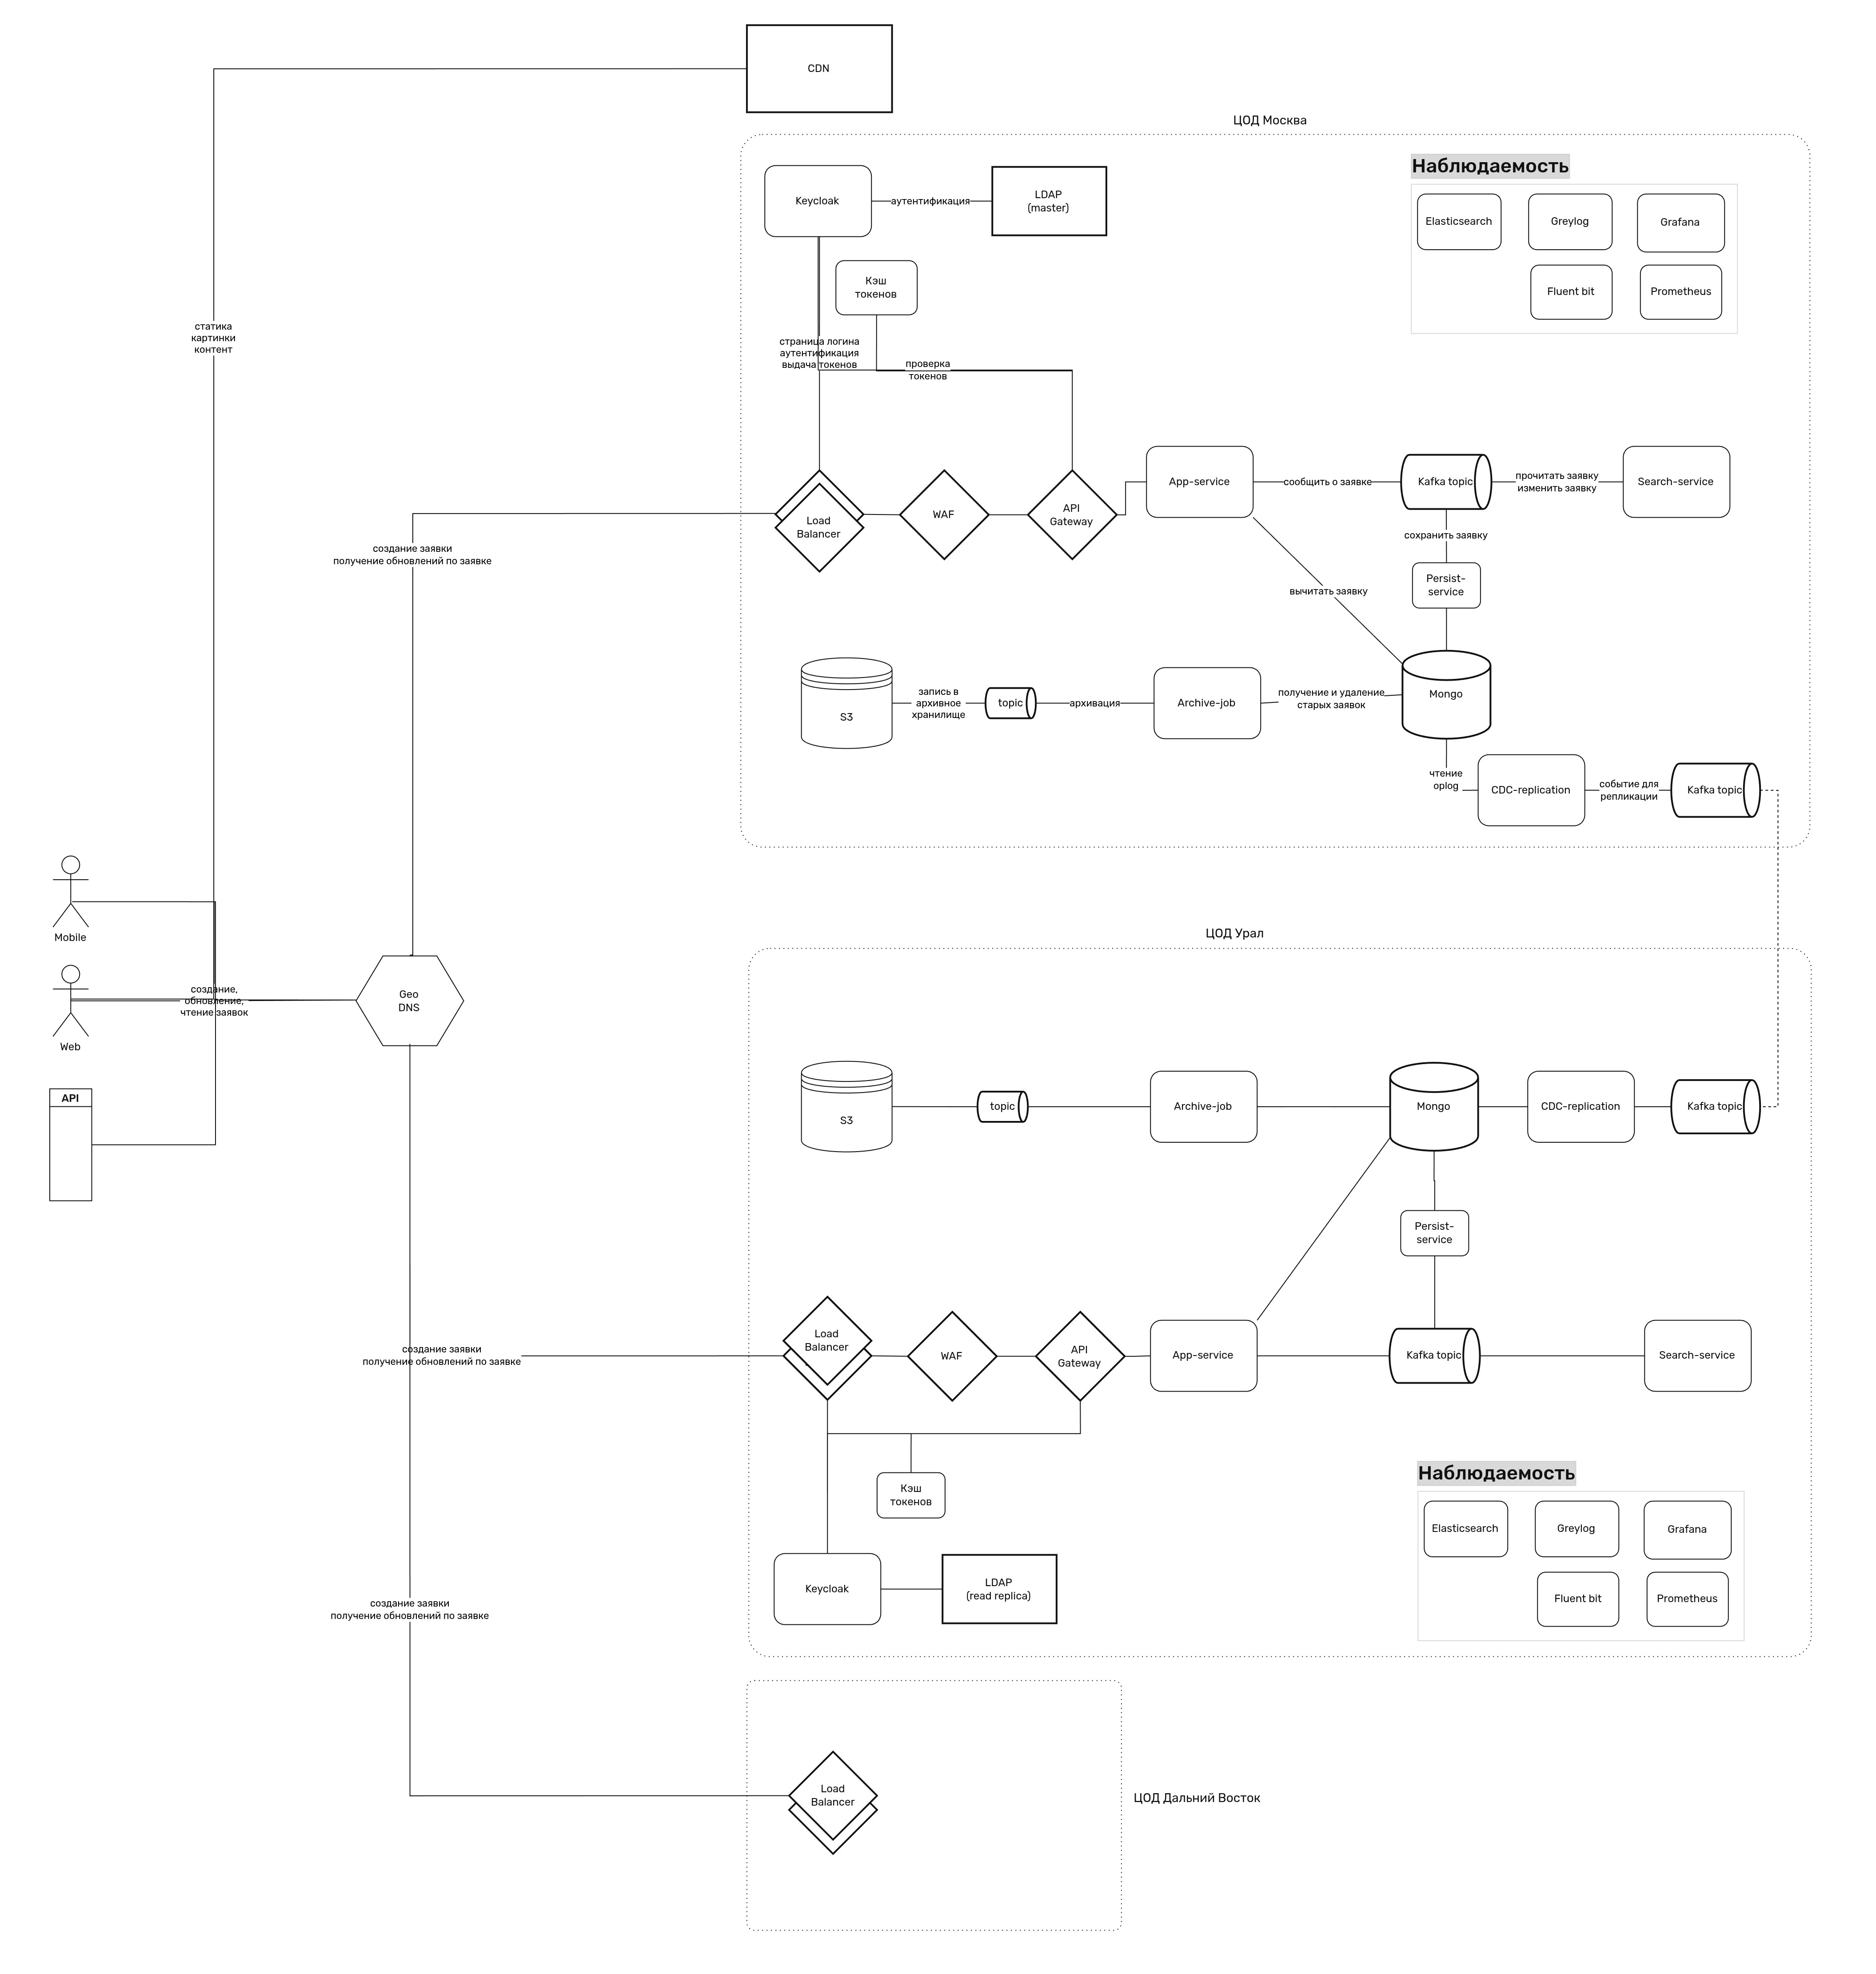 CDN
ЦОД Москва
Наблюдаемость
Keycloak
аутентификация
LDAP
(master)
Elasticsearch
Greylog
Grafana
Fluent bit
Prometheus
Кэш
токенов
статика
картинки
контент
страница логина
аутентификация
выдача токенов
проверка
токенов
App-service
сообщить о заявке
Kafka topic
прочитать заявку
изменить заявку
Search-service
Load
Balancer
WAF
API
Gateway
создание заявки
получение обновлений по заявке
сохранить заявку
Persist-
service
вычитать заявку
S3
запись в
архивное
хранилище
topic
архивация
Archive-job
получение и удаление
старых заявок
Mongo
чтение
oplog
CDC-replication
событие для
репликации
Kafka topic
Mobile
ЦОД Урал
Web
создание,
обновление,
чтение заявок
Geo
DNS
API
S3
topic
Archive-job
Mongo
CDC-replication
Kafka topic
Persist-
service
создание заявки
получение обновлений по заявке
Load
Balancer
WAF
API
Gateway
App-service
Kafka topic
Search-service
Кэш
токенов
Наблюдаемость
Elasticsearch
Greylog
Grafana
Fluent bit
Prometheus
Keycloak
LDAP
(read replica)
создание заявки
получение обновлений по заявке
Load
Balancer
ЦОД Дальний Восток